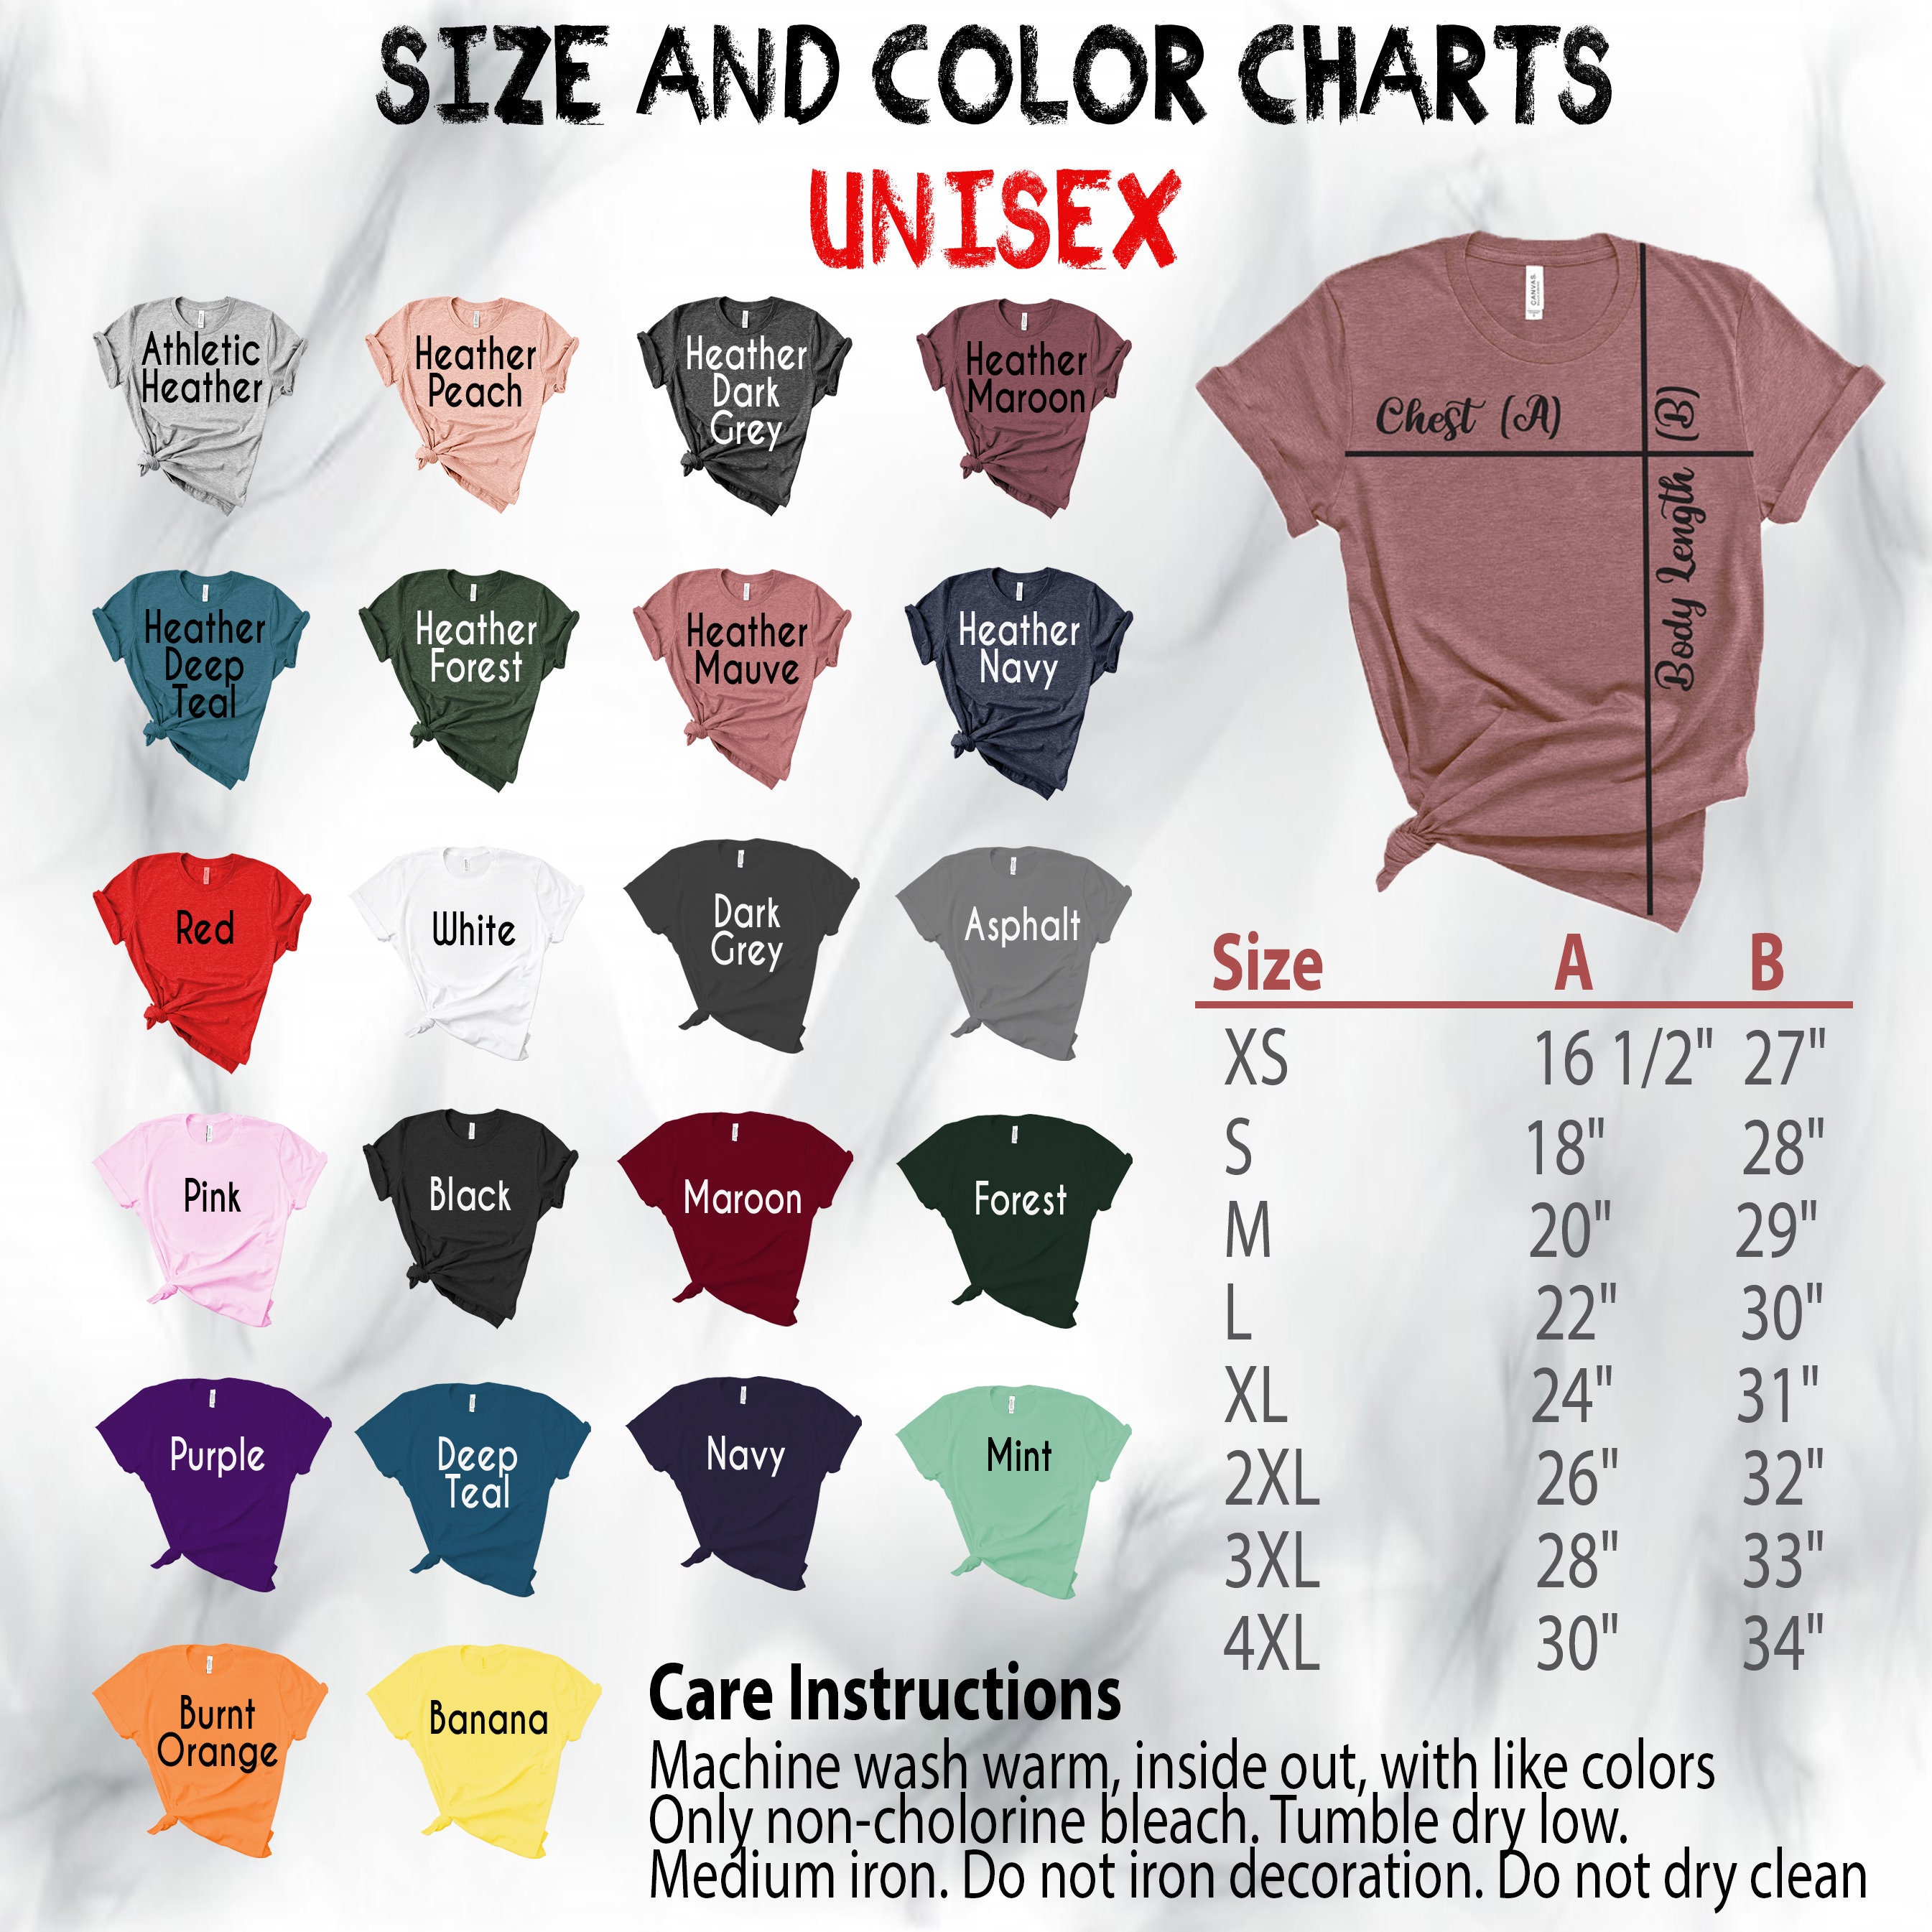 SIZE AND COLOR CHARTS
UNISEX
Athletic
Heather
Heather
Peach
Heather
Dark
Grey
Heather
Maroon
CANVAS
Chest (A)
Body Length (B)
Heather
Deep
Teal
Heather
Forest
Heather
Mauve
Heather
Navy
Red
White
Dark
Grey
Asphalt
Pink
Black
Maroon
Forest
Purple
Deep
Teal
Navy
Mint
Burnt
Orange
Banana
Size A B
XS 16 1/2" 27"
S 18" 28"
M 20" 29"
L 22" 30"
XL 24" 31"
2XL 26" 32"
3XL 28" 33"
4XL 30" 34"
Care Instructions
Machine wash warm, inside out, with like colors
Only non-cholorine bleach. Tumble dry low.
Medium iron. Do not iron decoration. Do not dry clean